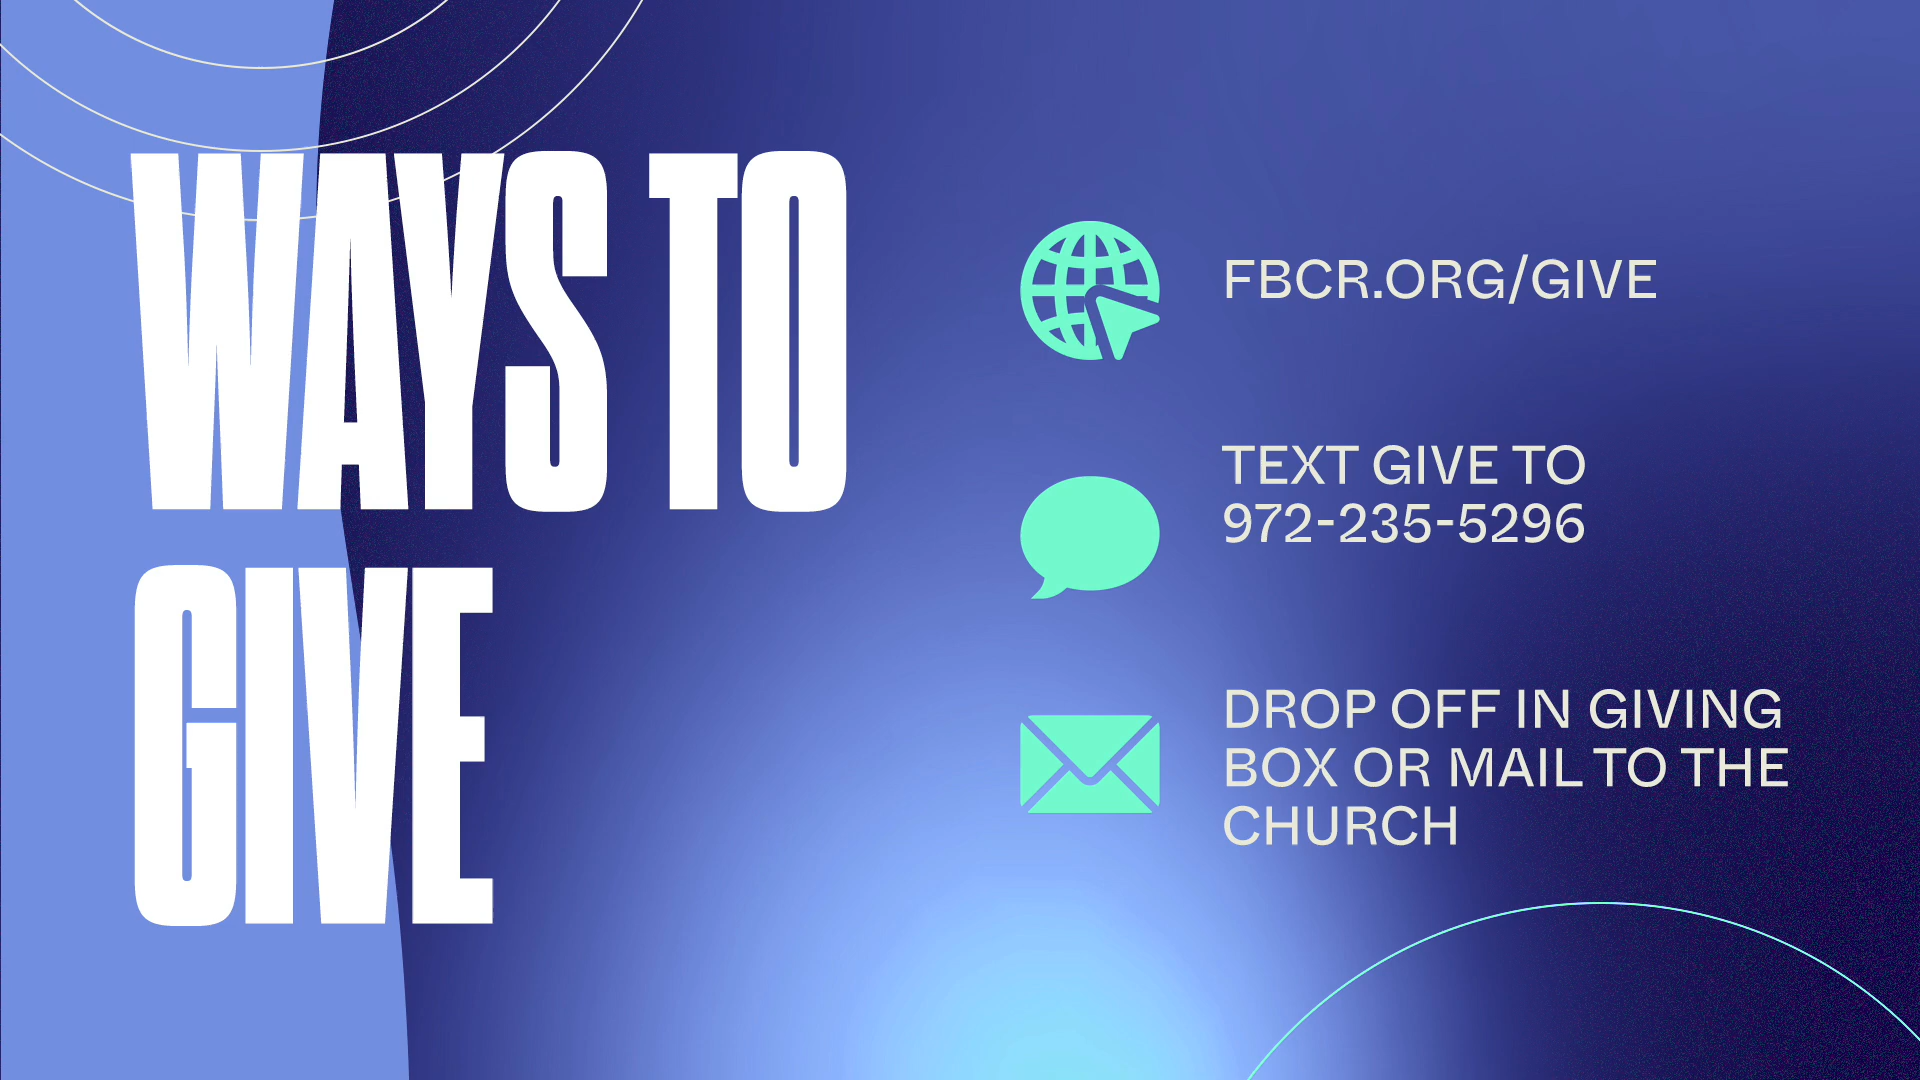 WAYS TO
GIVE
FBCR.ORG/GIVE
TEXT GIVE TO
972-235-5296
DROP OFF IN GIVING
BOX OR MAIL TO THE
CHURCH